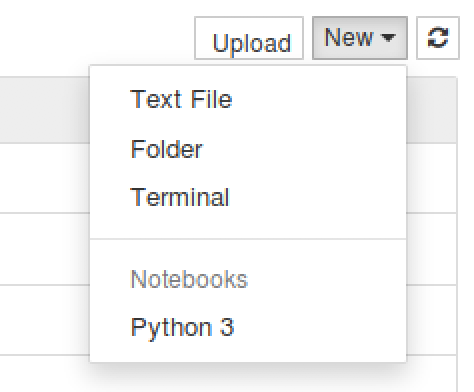 Upload New
Text File
Folder
Terminal
Notebooks
Python 3